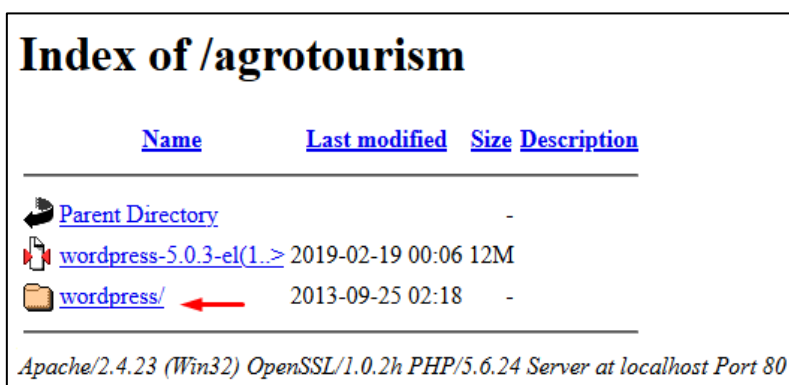 Index of /agrotourism
Name Last modified Size Description
Parent Directory -
wordpress-5.0.3-el(1..> 2019-02-19 00:06 12M
wordpress/ 2013-09-25 02:18 -
Apache/2.4.23 (Win32) OpenSSL/1.0.2h PHP/5.6.24 Server at localhost Port 80